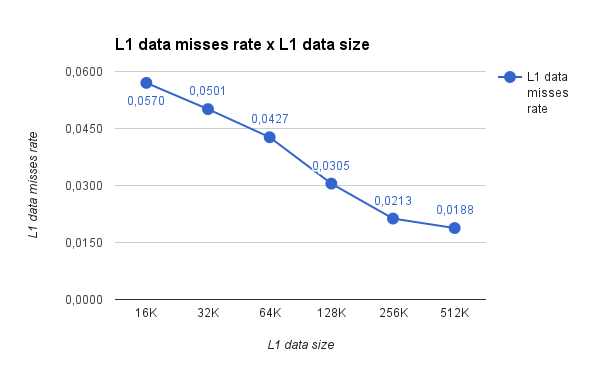 L1 data misses rate x L1 data size
0,0600
0,0450
0,0300
0,0150
0,0000
L1 data misses rate
0,0570
0,0501
0,0427
0,0305
0,0213
0,0188
16K
32K
64K
128K
256K
512K
L1 data size
L1 data
misses
rate